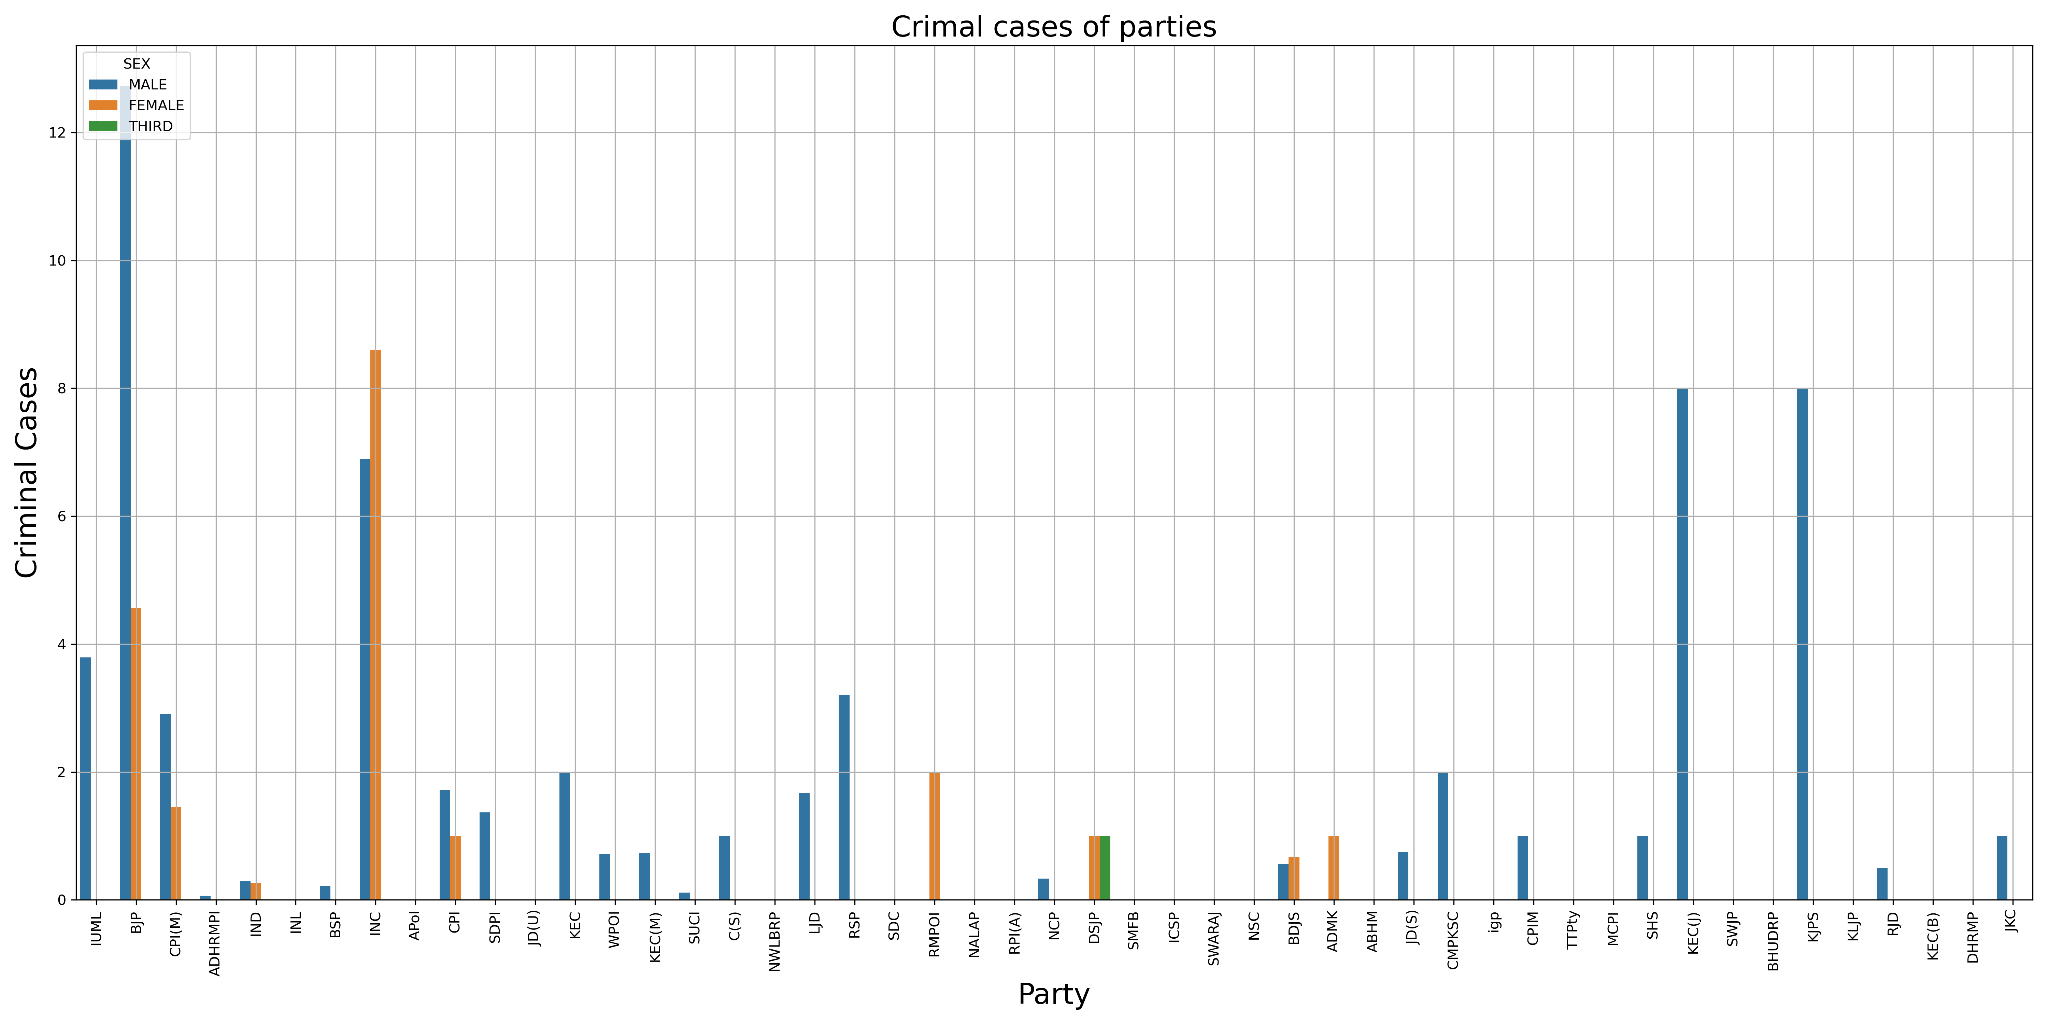 Crimal cases of parties
SEX
MALE
FEMALE
THIRD
Criminal Cases
12
10
8
6
4
2
0
IUML
BJP
CPI(M)
ADHRMPI
IND
INL
BSP
INC
APoI
CPI
SDPI
JD(U)
KEC
WPOI
KEC(M)
SUCI
C(S)
NWLBRP
LJD
RSP
SDC
RMPOI
NALAP
RPI(A)
NCP
DSJP
SMFB
ICSP
SWARAJ
NSC
BDJS
ADMK
ABHM
JD(S)
CMPKSC
igp
CPIM
TTPty
MCPI
SHS
KEC(J)
SWJP
BHUDRP
KJPS
KLJP
RJD
KEC(B)
DHRMP
JKC
Party